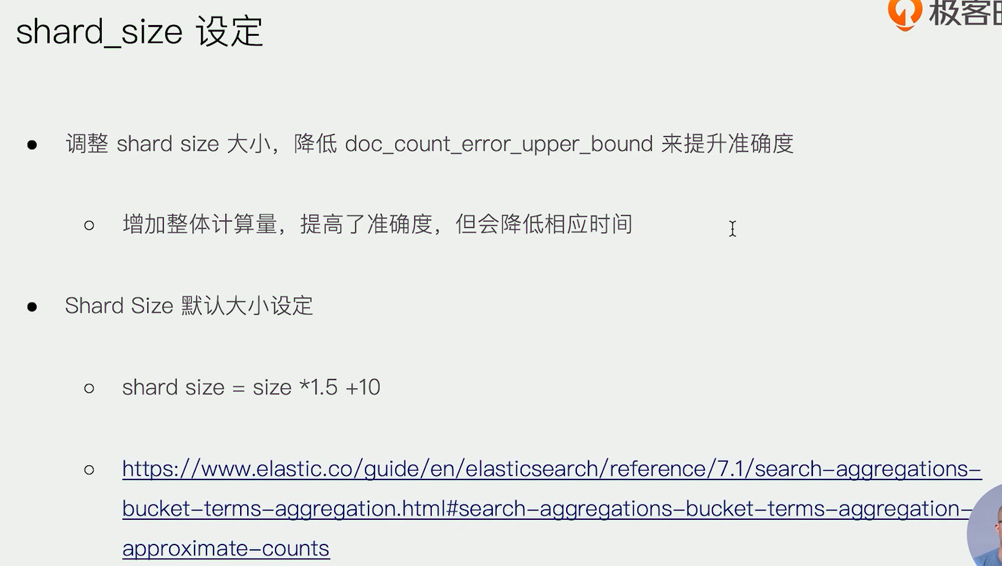 shard_size 设定
极客
调整 shard size 大小，降低 doc_count_error_upper_bound 来提升准确度
增加整体计算量，提高了准确度，但会降低相应时间
Shard Size 默认大小设定
shard size = size *1.5 +10
https://www.elastic.co/guide/en/elasticsearch/reference/7.1/search-aggregations-
bucket-terms-aggregation.html#search-aggregations-bucket-terms-aggregation-
approximate-counts